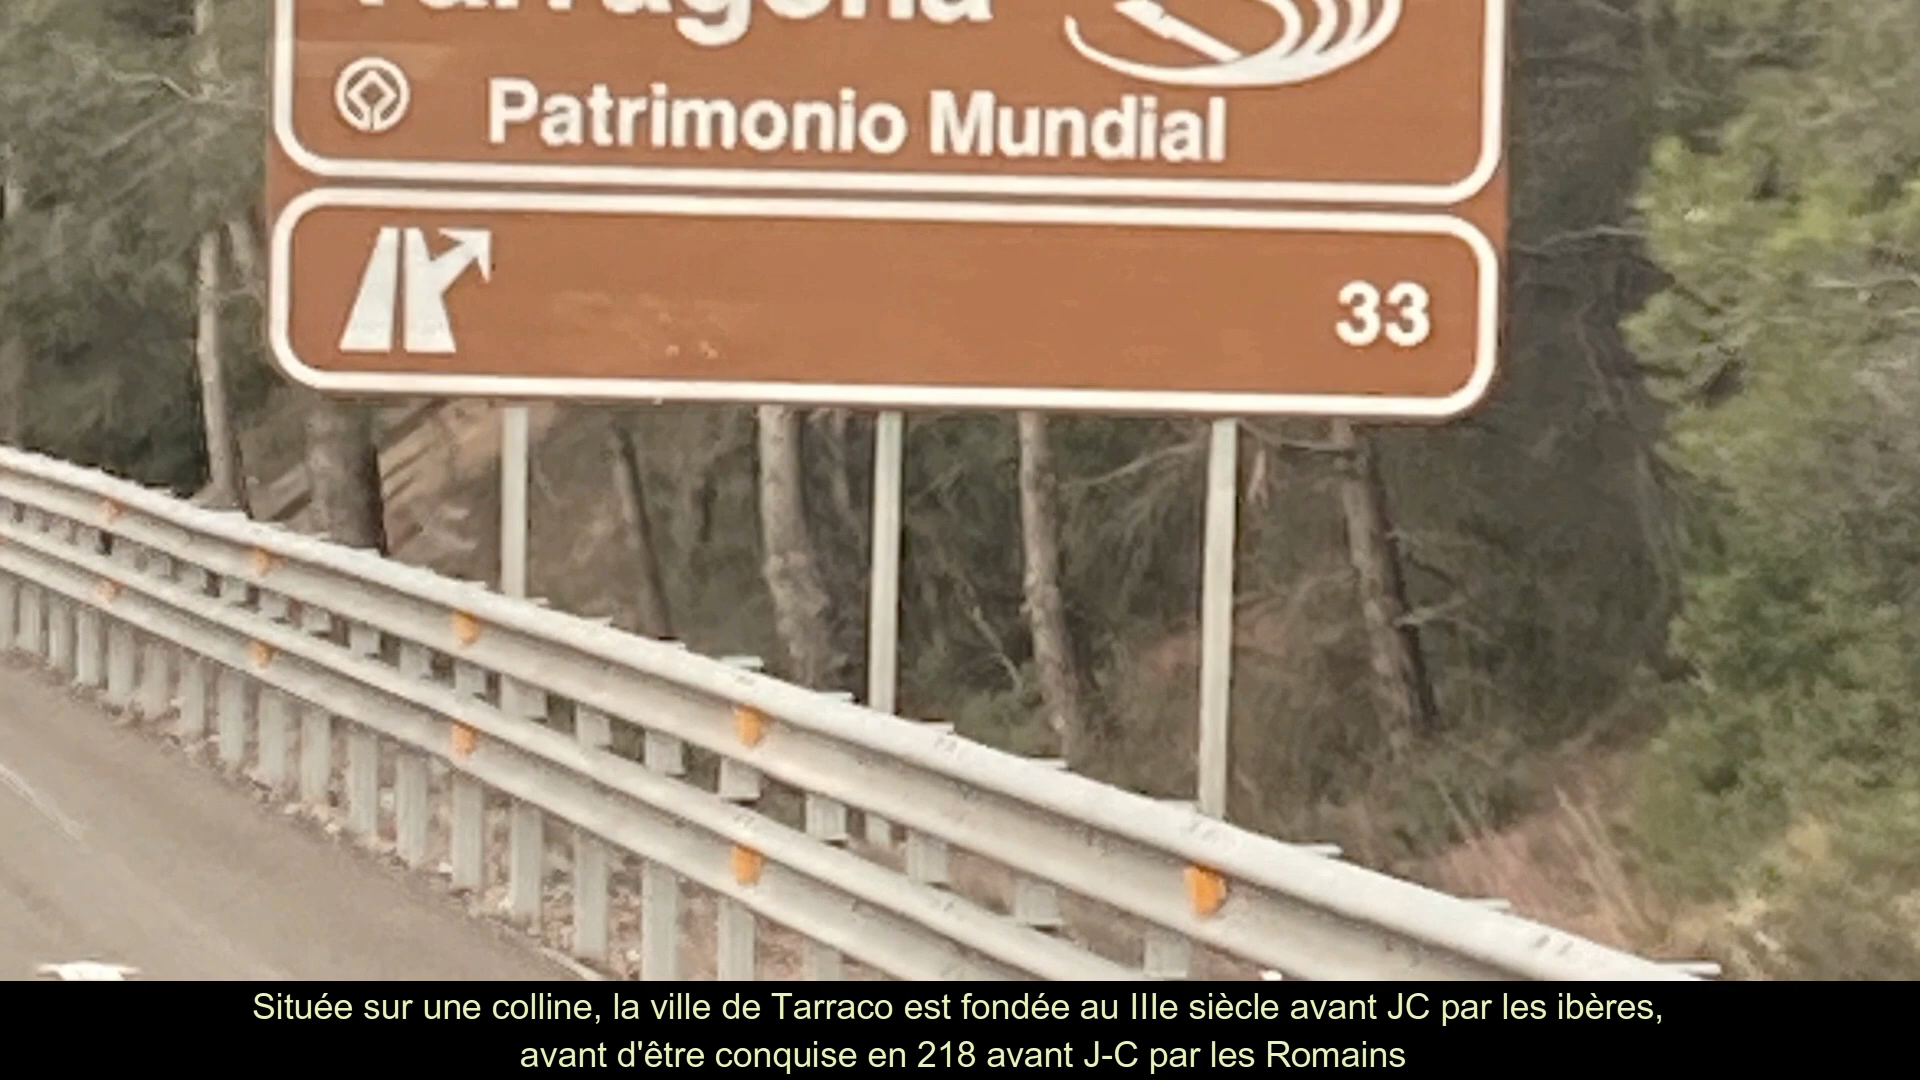 Tarragona
Patrimonio Mundial
33
Située sur une colline, la ville de Tarraco est fondée au IIIe siècle avant JC par les ibères,
avant d'être conquise en 218 avant J-C par les Romains